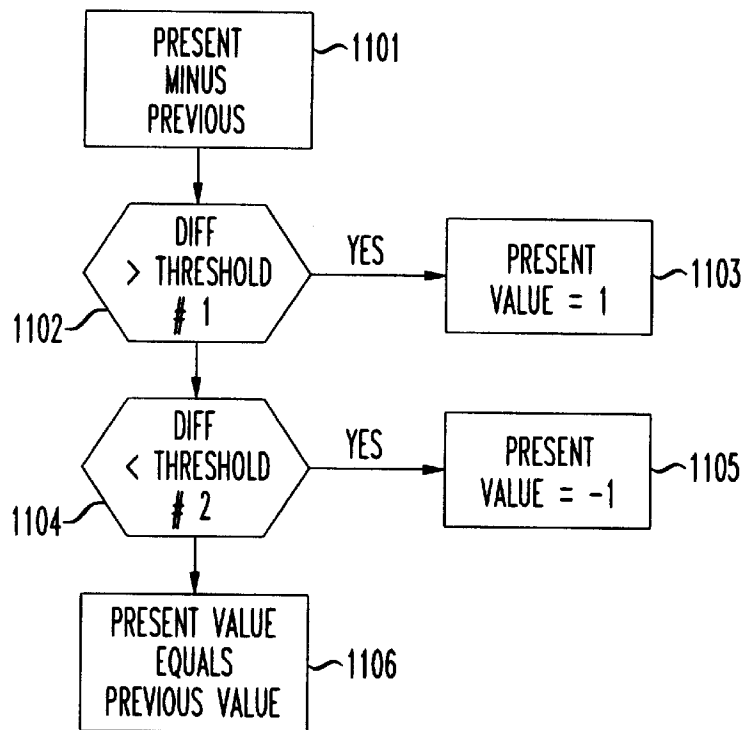 PRESENT
MINUS
PREVIOUS
1101
DIFF
> THRESHOLD
# 1
1102
YES
PRESENT
VALUE = 1
1103
DIFF
< THRESHOLD
# 2
1104
YES
PRESENT
VALUE = -1
1105
PRESENT VALUE
EQUALS
PREVIOUS VALUE
1106